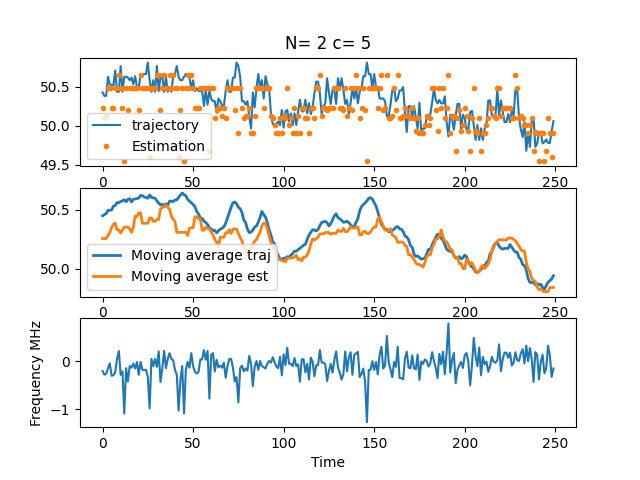 N= 2 c= 5
50.5
50.0
49.5
trajectory
Estimation
0 50 100 150 200 250
50.5
50.0
Moving average traj
Moving average est
0 50 100 150 200 250
Frequency MHz
0
−1
0 50 100 150 200 250
Time